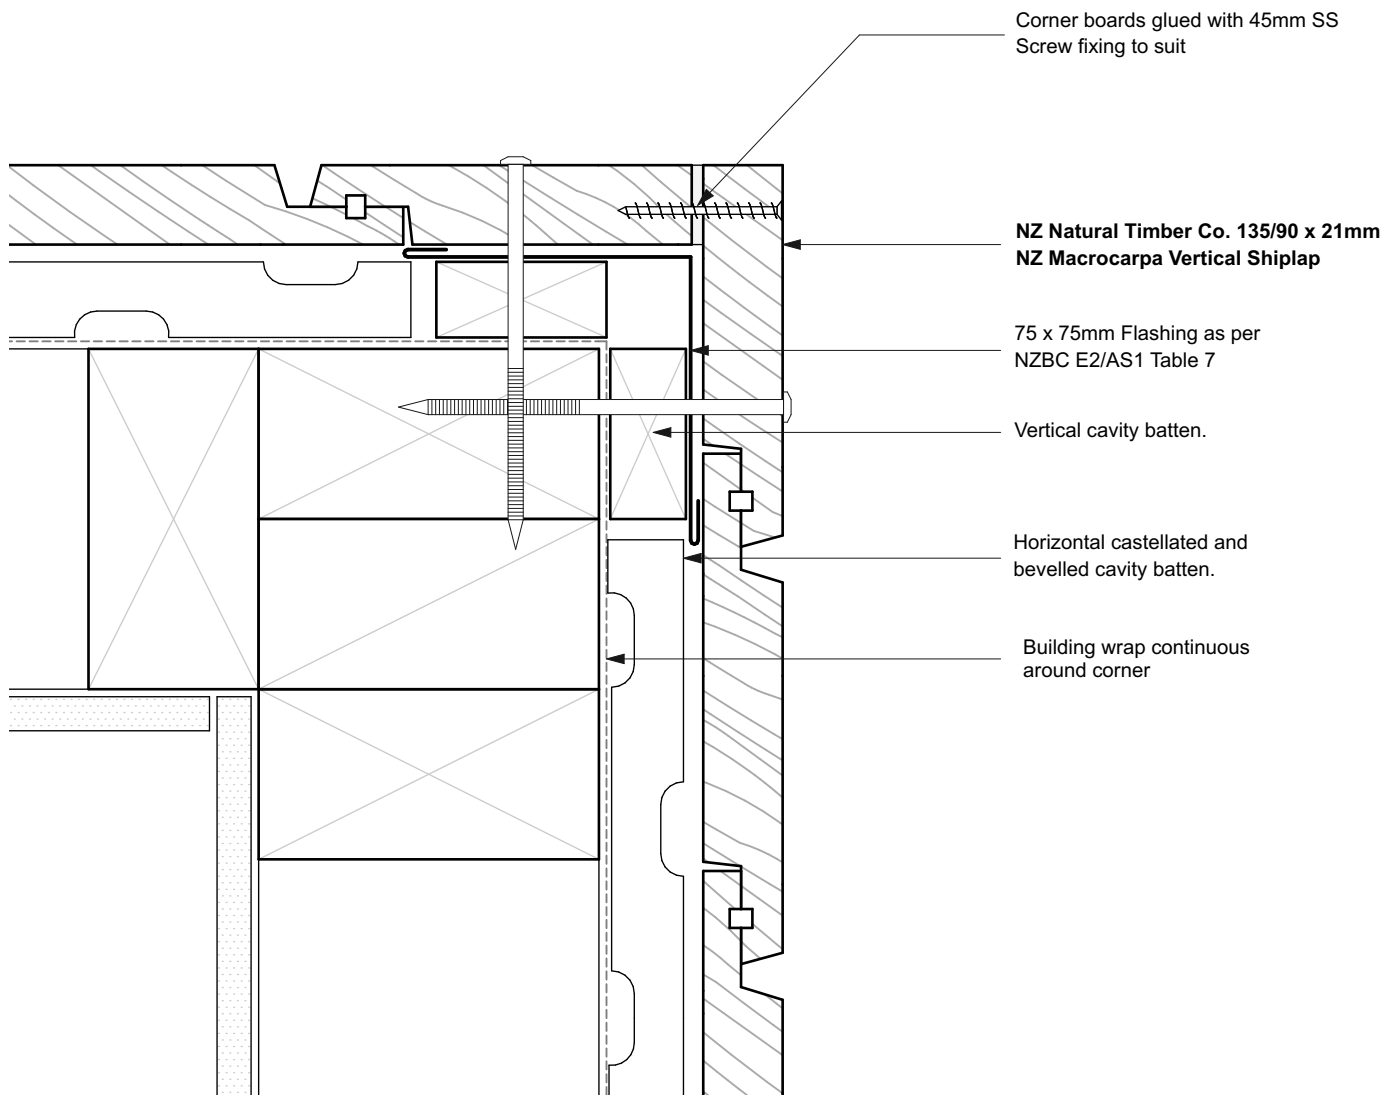 Corner boards glued with 45mm SS
Screw fixing to suit
NZ Natural Timber Co. 135/90 x 21mm
NZ Macrocarpa Vertical Shiplap
75 x 75mm Flashing as per
NZBC E2/AS1 Table 7
Vertical cavity batten.
Horizontal castellated and
bevelled cavity batten.
Building wrap continuous
around corner